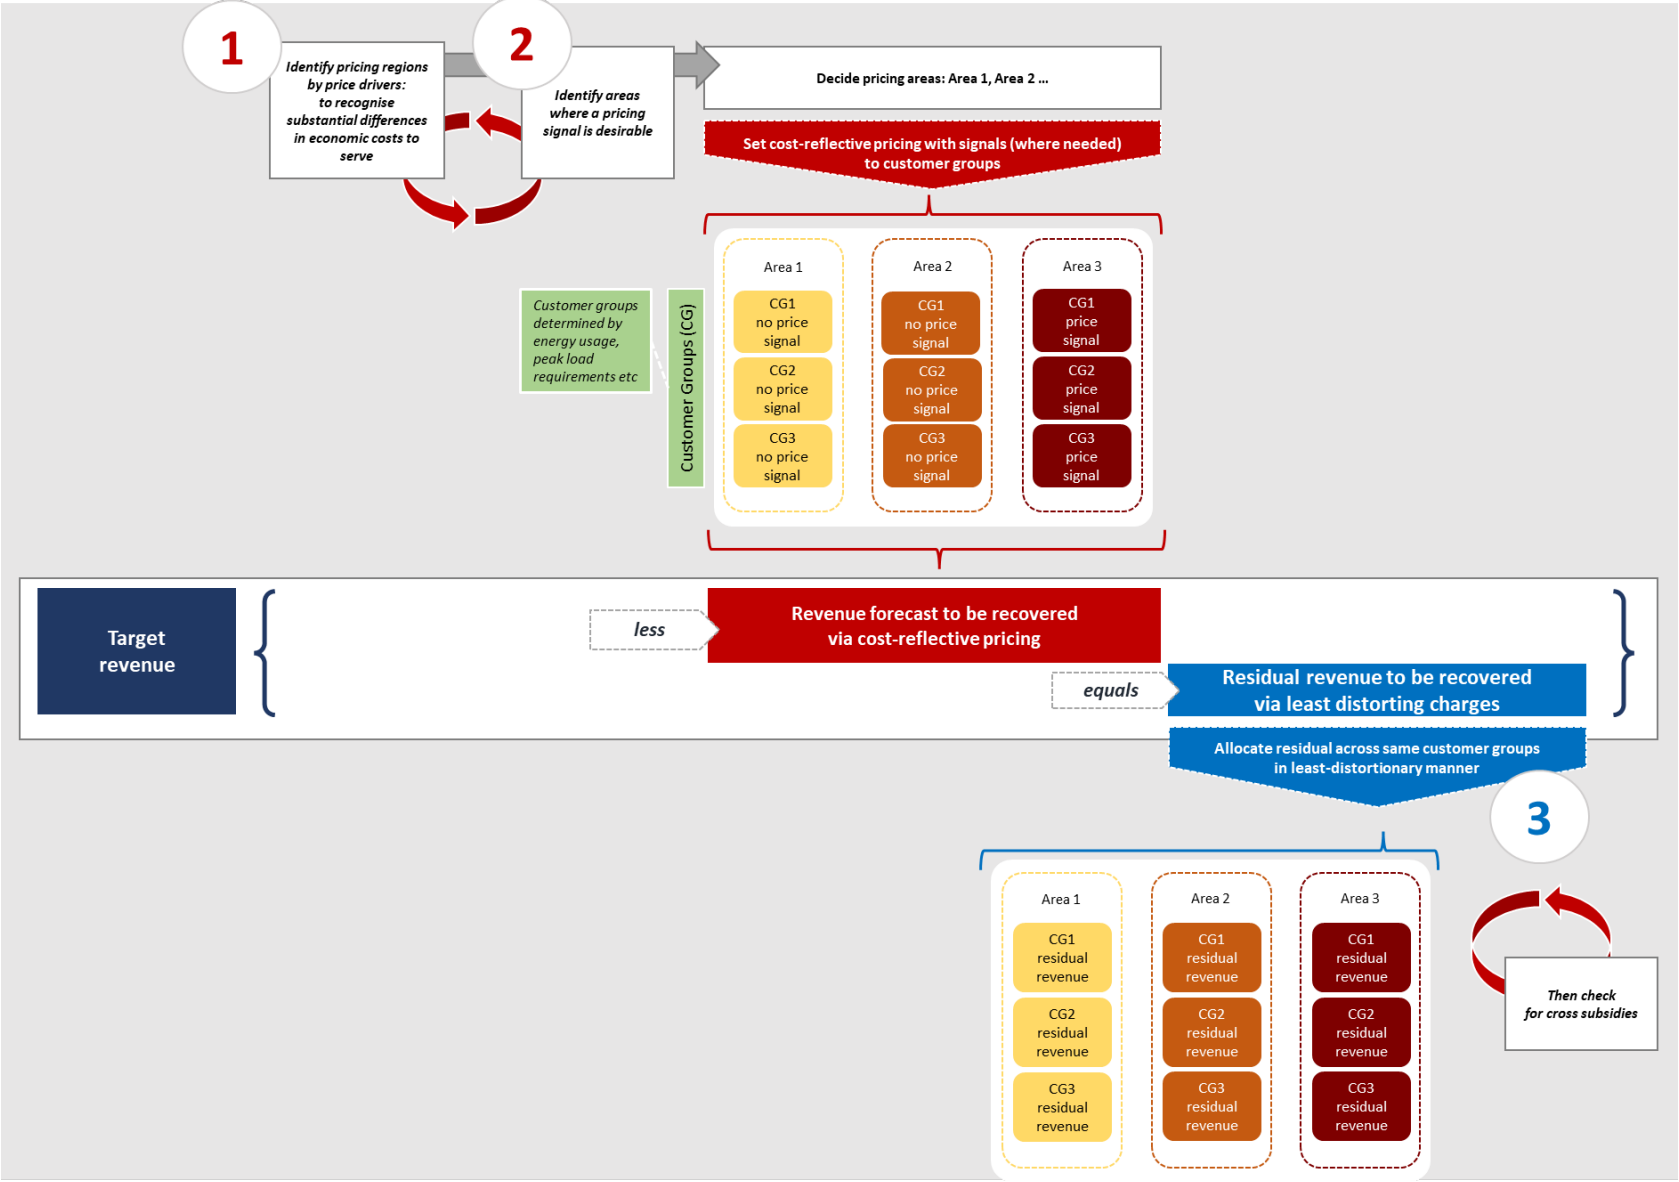 1
Identify pricing regions
by price drivers:
to recognise
substantial differences
in economic costs to
serve
2
Identify areas
where a pricing
signal is desirable
Decide pricing areas: Area 1, Area 2 ...
Set cost-reflective pricing with signals (where needed)
to customer groups
Customer groups
determined by
energy usage,
peak load
requirements etc
Customer Groups (CG)
Area 1
CG1
no price
signal
CG2
no price
signal
CG3
no price
signal
Area 2
CG1
no price
signal
CG2
no price
signal
CG3
no price
signal
Area 3
CG1
price
signal
CG2
price
signal
CG3
price
signal
Target
revenue
less
Revenue forecast to be recovered
via cost-reflective pricing
equals
Residual revenue to be recovered
via least distorting charges
Allocate residual across same customer groups
in least-distortionary manner
3
Area 1
CG1
residual
revenue
CG2
residual
revenue
CG3
residual
revenue
Area 2
CG1
residual
revenue
CG2
residual
revenue
CG3
residual
revenue
Area 3
CG1
residual
revenue
CG2
residual
revenue
CG3
residual
revenue
Then check
for cross subsidies